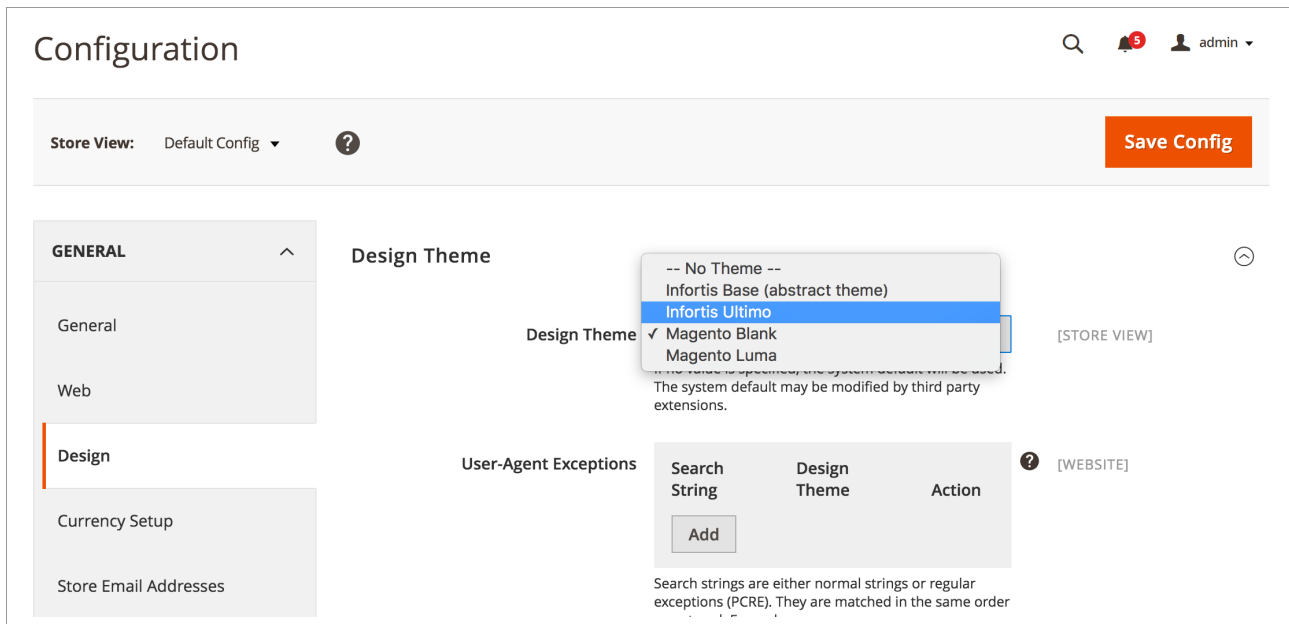 Configuration
5
admin
Store View:
Default Config
?
Save Config
GENERAL
General
Web
Design
Currency Setup
Store Email Addresses
Design Theme
Design Theme
-- No Theme --
Infortis Base (abstract theme)
Infortis Ultimo
✓ Magento Blank
Magento Luma
[STORE VIEW]
The system default may be modified by third party
extensions.
User-Agent Exceptions
Search
String
Design
Theme
Action
Add
?
[WEBSITE]
Search strings are either normal strings or regular
exceptions (PCRE). They are matched in the same order